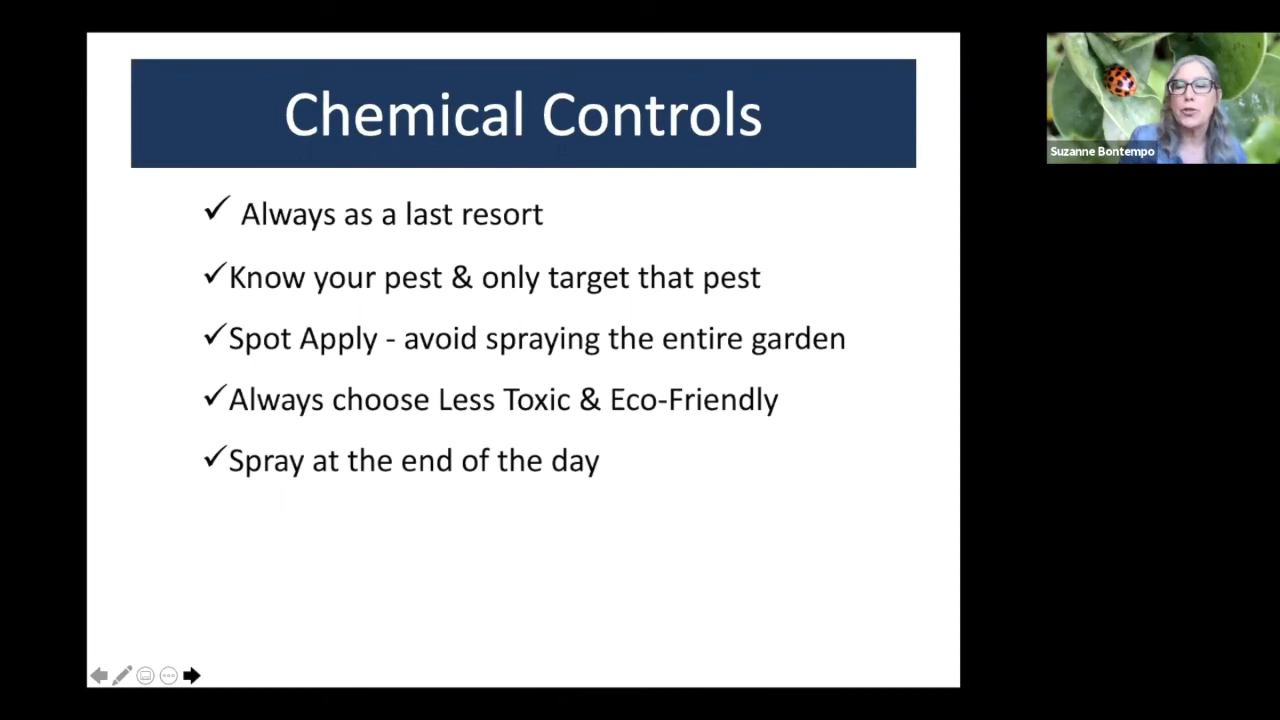 Chemical Controls
✓ Always as a last resort
✓Know your pest & only target that pest
✓Spot Apply - avoid spraying the entire garden
✓Always choose Less Toxic & Eco-Friendly
✓Spray at the end of the day
Suzanne Bontempo